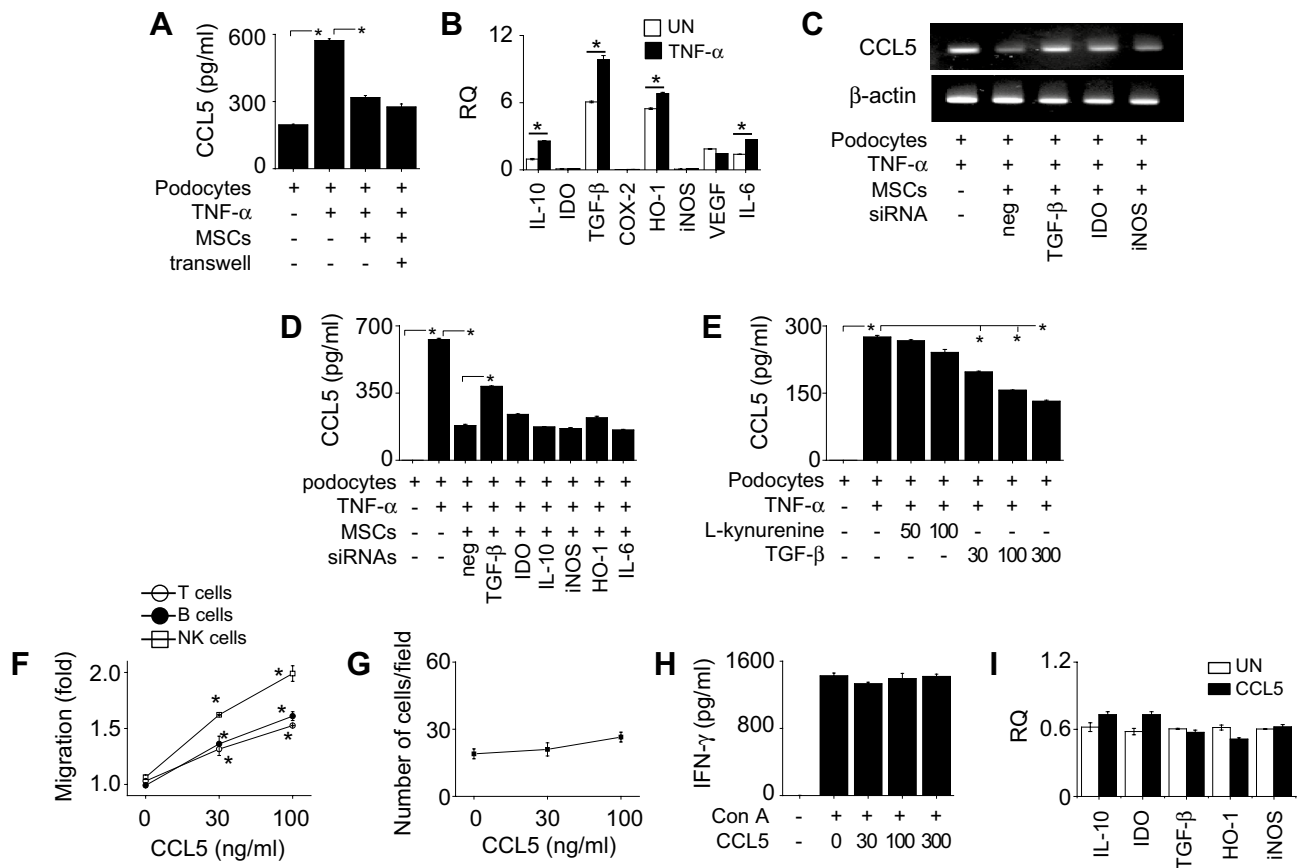 A
CCL5 (pg/ml)
600
300
0
* *
Podocytes + + + +
TNF-α - + + +
MSCs - - + +
transwell - - - +
B
RQ
12
6
0
UN
TNF-α
* * * *
IL-10 IDO TGF-β COX-2 HO-1 iNOS VEGF IL-6
C
CCL5
β-actin
Podocytes + + + + +
TNF-α + + + + +
MSCs - + + + +
siRNA - neg TGF-β IDO iNOS
D
CCL5 (pg/ml)
700
350
0
* * *
podocytes + + + + + + + + +
TNF-α - + + + + + + + +
MSCs - - + + + + + + +
siRNAs - - neg TGF-β IDO IL-10 iNOS HO-1 IL-6
E
CCL5 (pg/ml)
300
150
0
* * * *
Podocytes + + + + + + +
TNF-α - + + + + + +
L-kynurenine - - 50 100
TGF-β - - 30 100 300
F
T cells
B cells
NK cells
Migration (fold)
2.0
1.5
1.0
* * * * * *
0 30 100
CCL5 (ng/ml)
G
Number of cells/field
60
30
0
0 30 100
CCL5 (ng/ml)
H
IFN-γ (pg/ml)
1600
800
0
Con A - + + + +
CCL5 - 0 30 100 300
I
RQ
1.2
0.6
0
UN
CCL5
IL-10 IDO TGF-β HO-1 iNOS